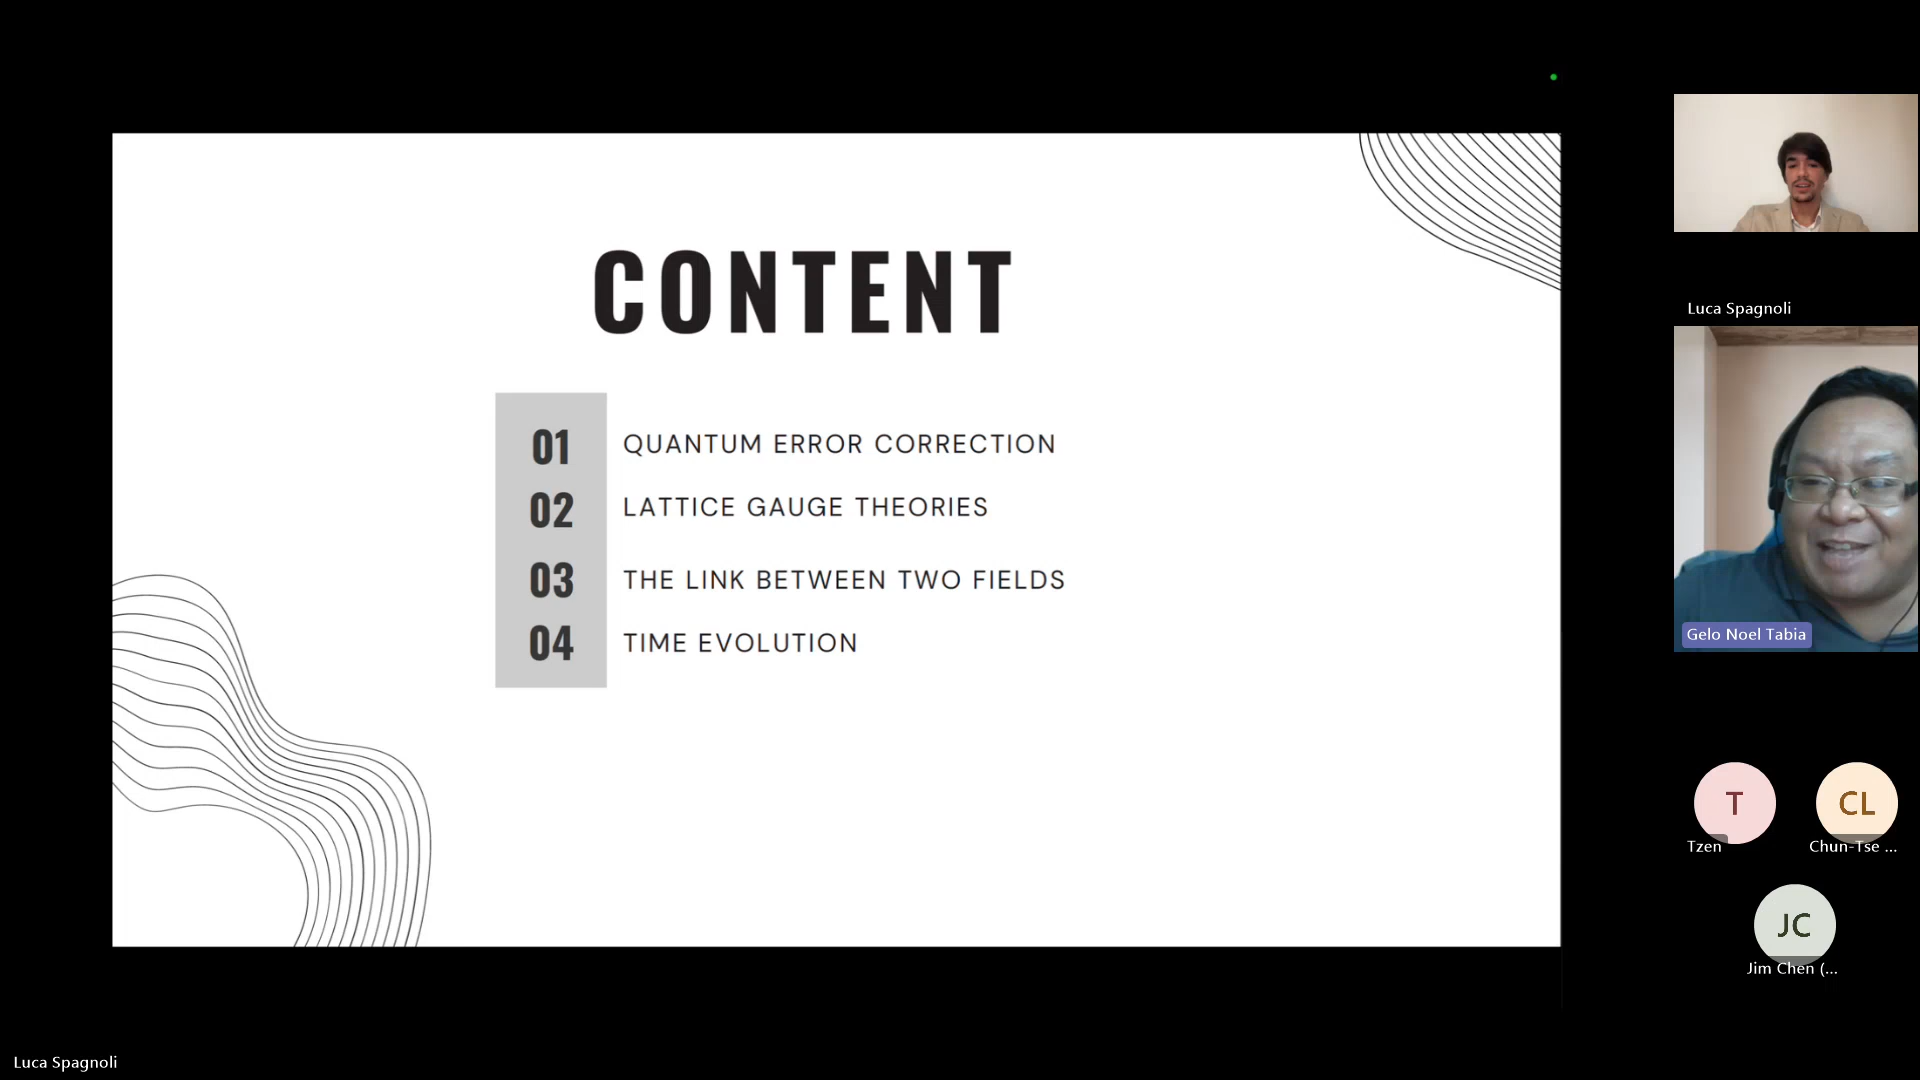 CONTENT
01 QUANTUM ERROR CORRECTION
02 LATTICE GAUGE THEORIES
03 THE LINK BETWEEN TWO FIELDS
04 TIME EVOLUTION
Luca Spagnoli
Gelo Noel Tabia
T
Tzen
CL
Chun-Tse ...
JC
Jim Chen (...
Luca Spagnoli